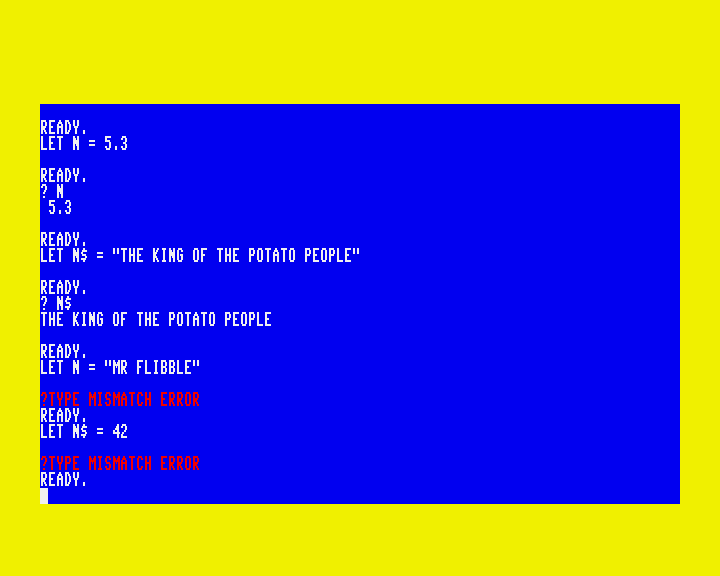 READY.
LET N = 5.3
READY.
? N
5.3
READY.
LET N$ = "THE KING OF THE POTATO PEOPLE"
READY.
? N$
THE KING OF THE POTATO PEOPLE
READY.
LET N = "MR FLIBBLE"
?TYPE MISMATCH ERROR
READY.
LET N$ = 42
?TYPE MISMATCH ERROR
READY.